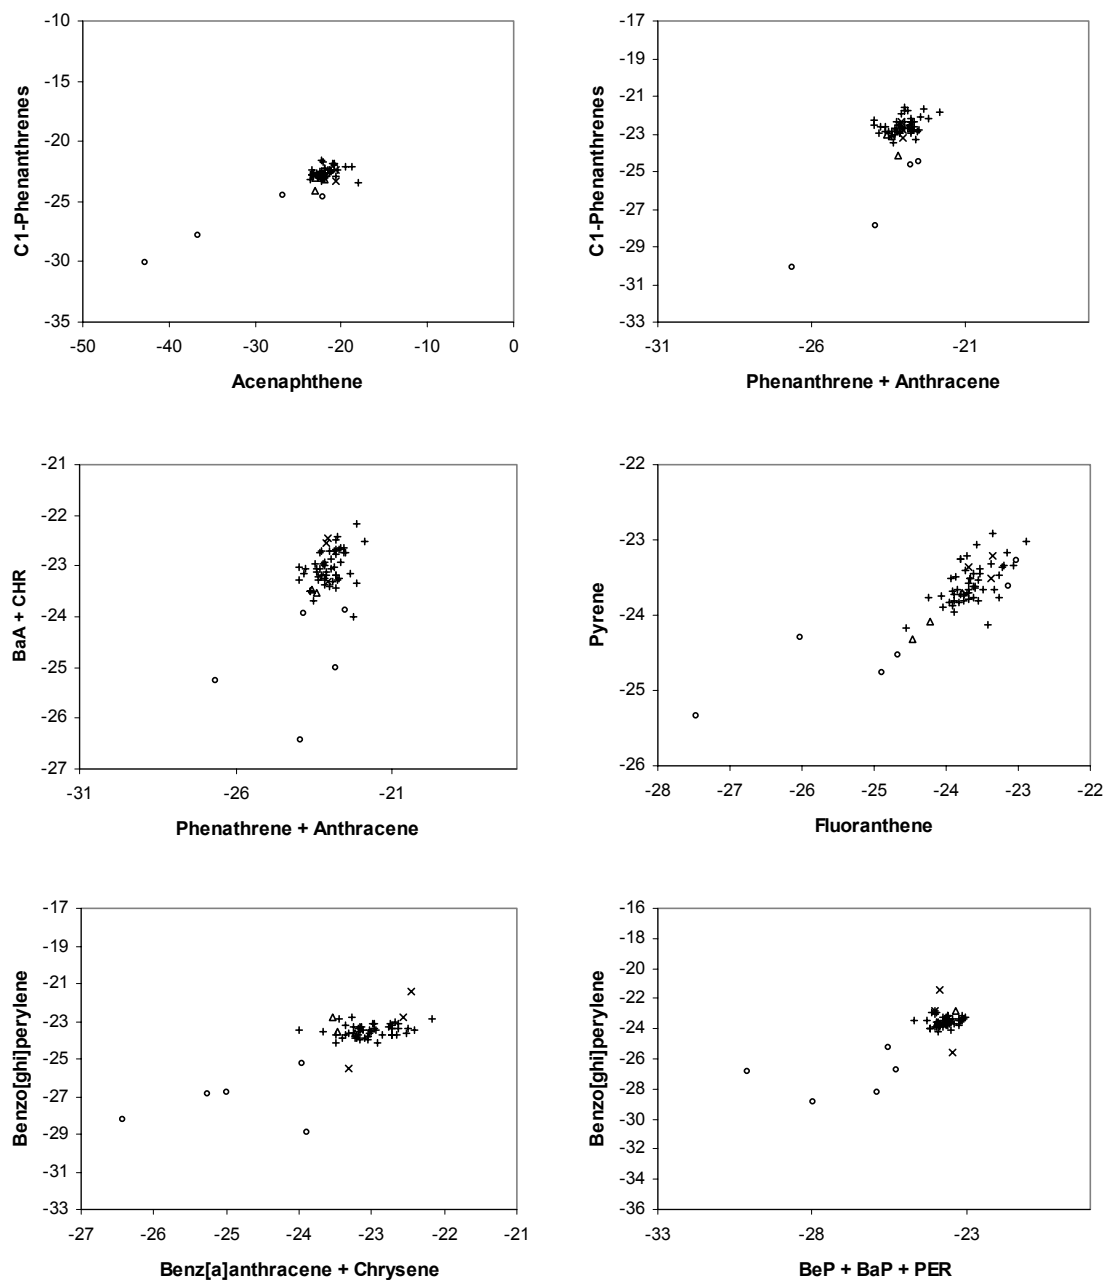 -10
-15
-20
-25
-30
-35
C1-Phenanthrenes
-50 -40 -30 -20 -10 0
Acenaphthene
-17
-19
-21
-23
-25
-27
-29
-31
-33
C1-Phenanthrenes
-31 -26 -21
Phenanthrene + Anthracene
-21
-22
-23
-24
-25
-26
-27
BaA + CHR
-31 -26 -21
Phenathrene + Anthracene
-22
-23
-24
-25
-26
Pyrene
-28 -27 -26 -25 -24 -23 -22
Fluoranthene
-17
-19
-21
-23
-25
-27
-29
-31
-33
Benzo[ghi]perylene
-27 -26 -25 -24 -23 -22 -21
Benz[a]anthracene + Chrysene
-16
-18
-20
-22
-24
-26
-28
-30
-32
-34
-36
Benzo[ghi]perylene
-33 -28 -23
BeP + BaP + PER